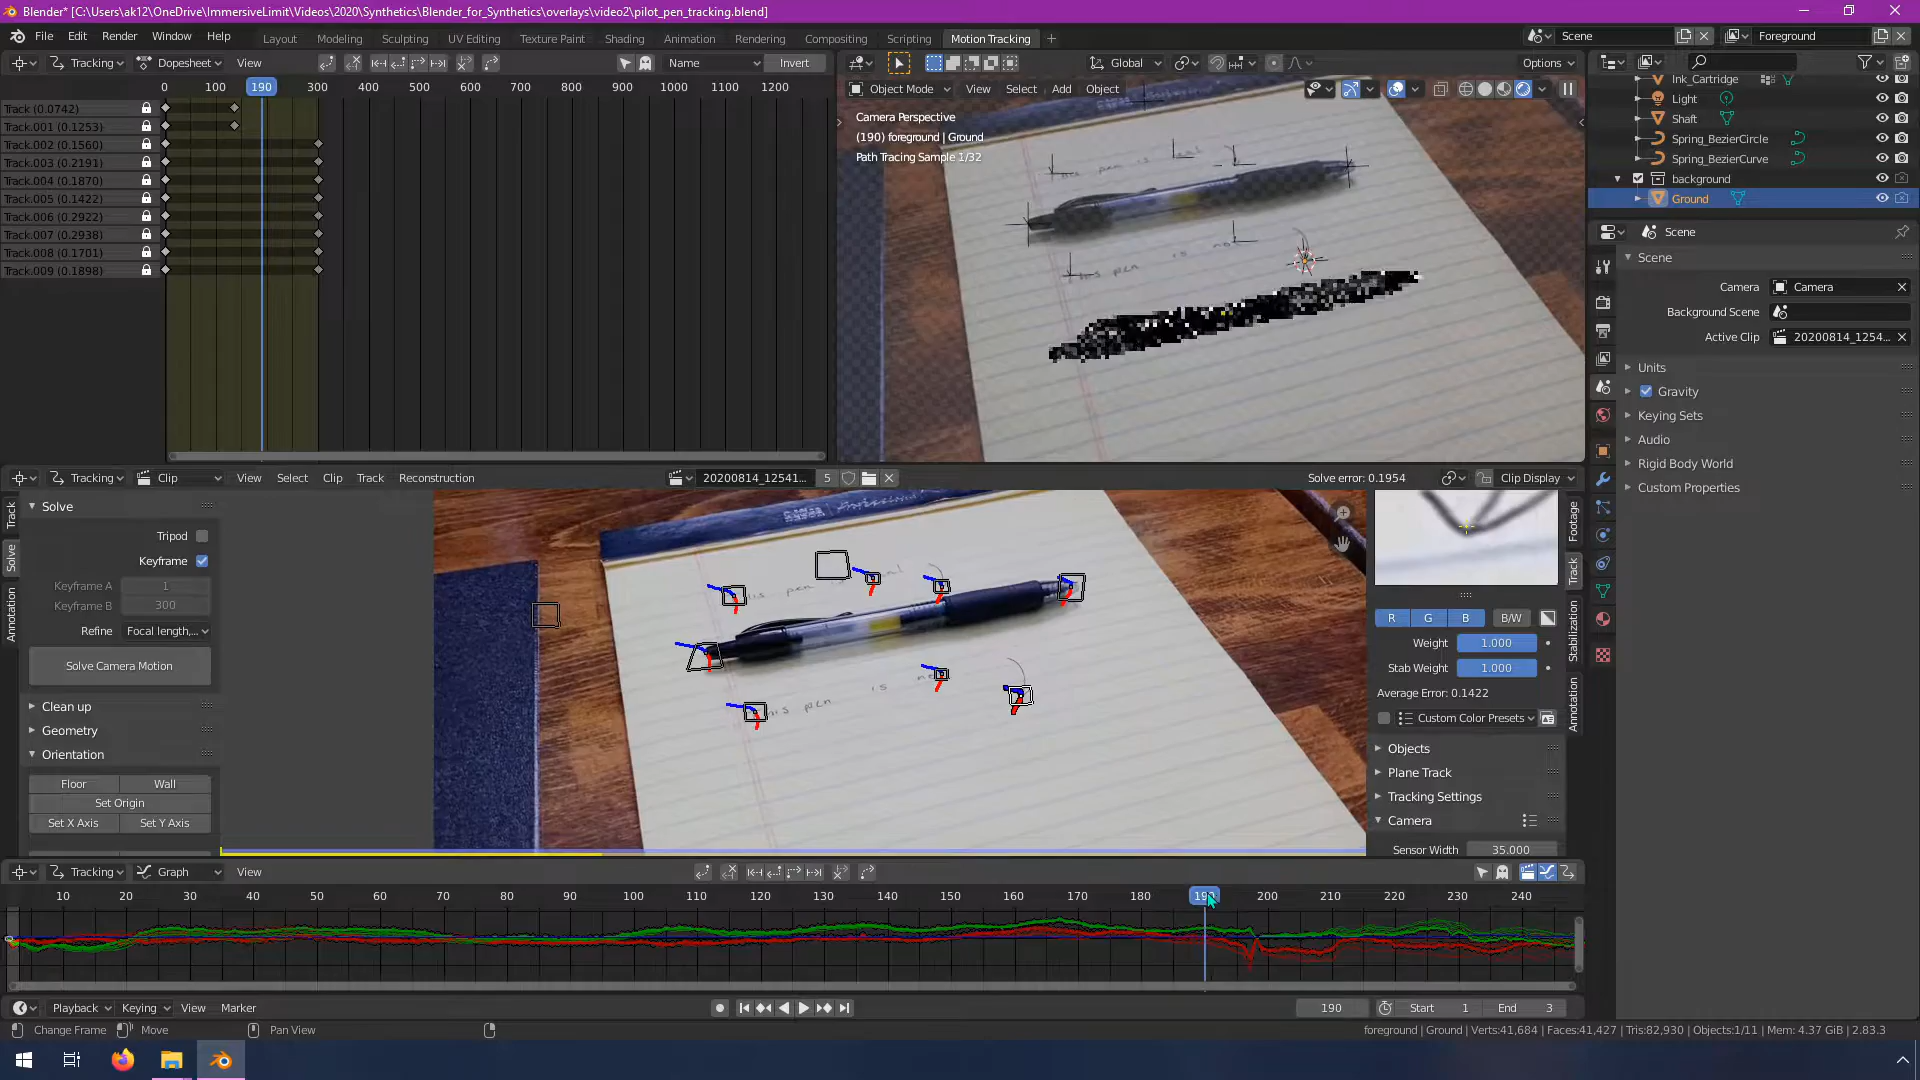 Blender* [C:\Users\ak12\OneDrive\ImmersiveLimit\Videos\2020\Synthetics\Blender_for_Synthetics\overlays\video2\pilot_pen_tracking.blend]
File Edit Render Window Help Layout Modeling Sculpting UV Editing Texture Paint Shading Animation Rendering Compositing Scripting Motion Tracking + Scene Foreground
Tracking Dopesheet View Name Invert Global Options
0 100 190 300 400 500 600 700 800 900 1000 1100 1200
Track (0.0742)
Track.001 (0.1253)
Track.002 (0.1560)
Track.003 (0.2191)
Track.004 (0.1870)
Track.005 (0.1422)
Track.006 (0.2922)
Track.007 (0.2938)
Track.008 (0.1701)
Track.009 (0.1898)
Object Mode View Select Add Object
Camera Perspective
(190) foreground | Ground
Path Tracing Sample 1/32
this pen is
Ink_Cartridge
Light
Shaft
Spring_BezierCircle
Spring_BezierCurve
background
Ground
Scene
Scene
Camera Camera
Background Scene
Active Clip 20200814_1254...
Units
Gravity
Keying Sets
Audio
Rigid Body World
Custom Properties
Tracking Clip View Select Clip Track Reconstruction 20200814_12541... 5 Solve error: 0.1954 Clip Display
Track
Solve
Annotation
Solve
Tripod
Keyframe
Keyframe A 1
Keyframe B 300
Refine Focal length,...
Solve Camera Motion
Clean up
Geometry
Orientation
Floor Wall
Set Origin
Set X Axis Set Y Axis
this pen is
Footage
Track
Stabilization
Annotation
R G B B/W
Weight 1.000
Stab Weight 1.000
Average Error: 0.1422
Custom Color Presets
Objects
Plane Track
Tracking Settings
Camera
Sensor Width 35.000
Tracking Graph View
10 20 30 40 50 60 70 80 90 100 110 120 130 140 150 160 170 180 190 200 210 220 230 240
Playback Keying View Marker 190 Start 1 End 3
Change Frame Move Pan View foreground | Ground | Verts:41,684 | Faces:41,427 | Tris:82,930 | Objects:1/11 | Mem: 4.37 GiB | 2.83.3